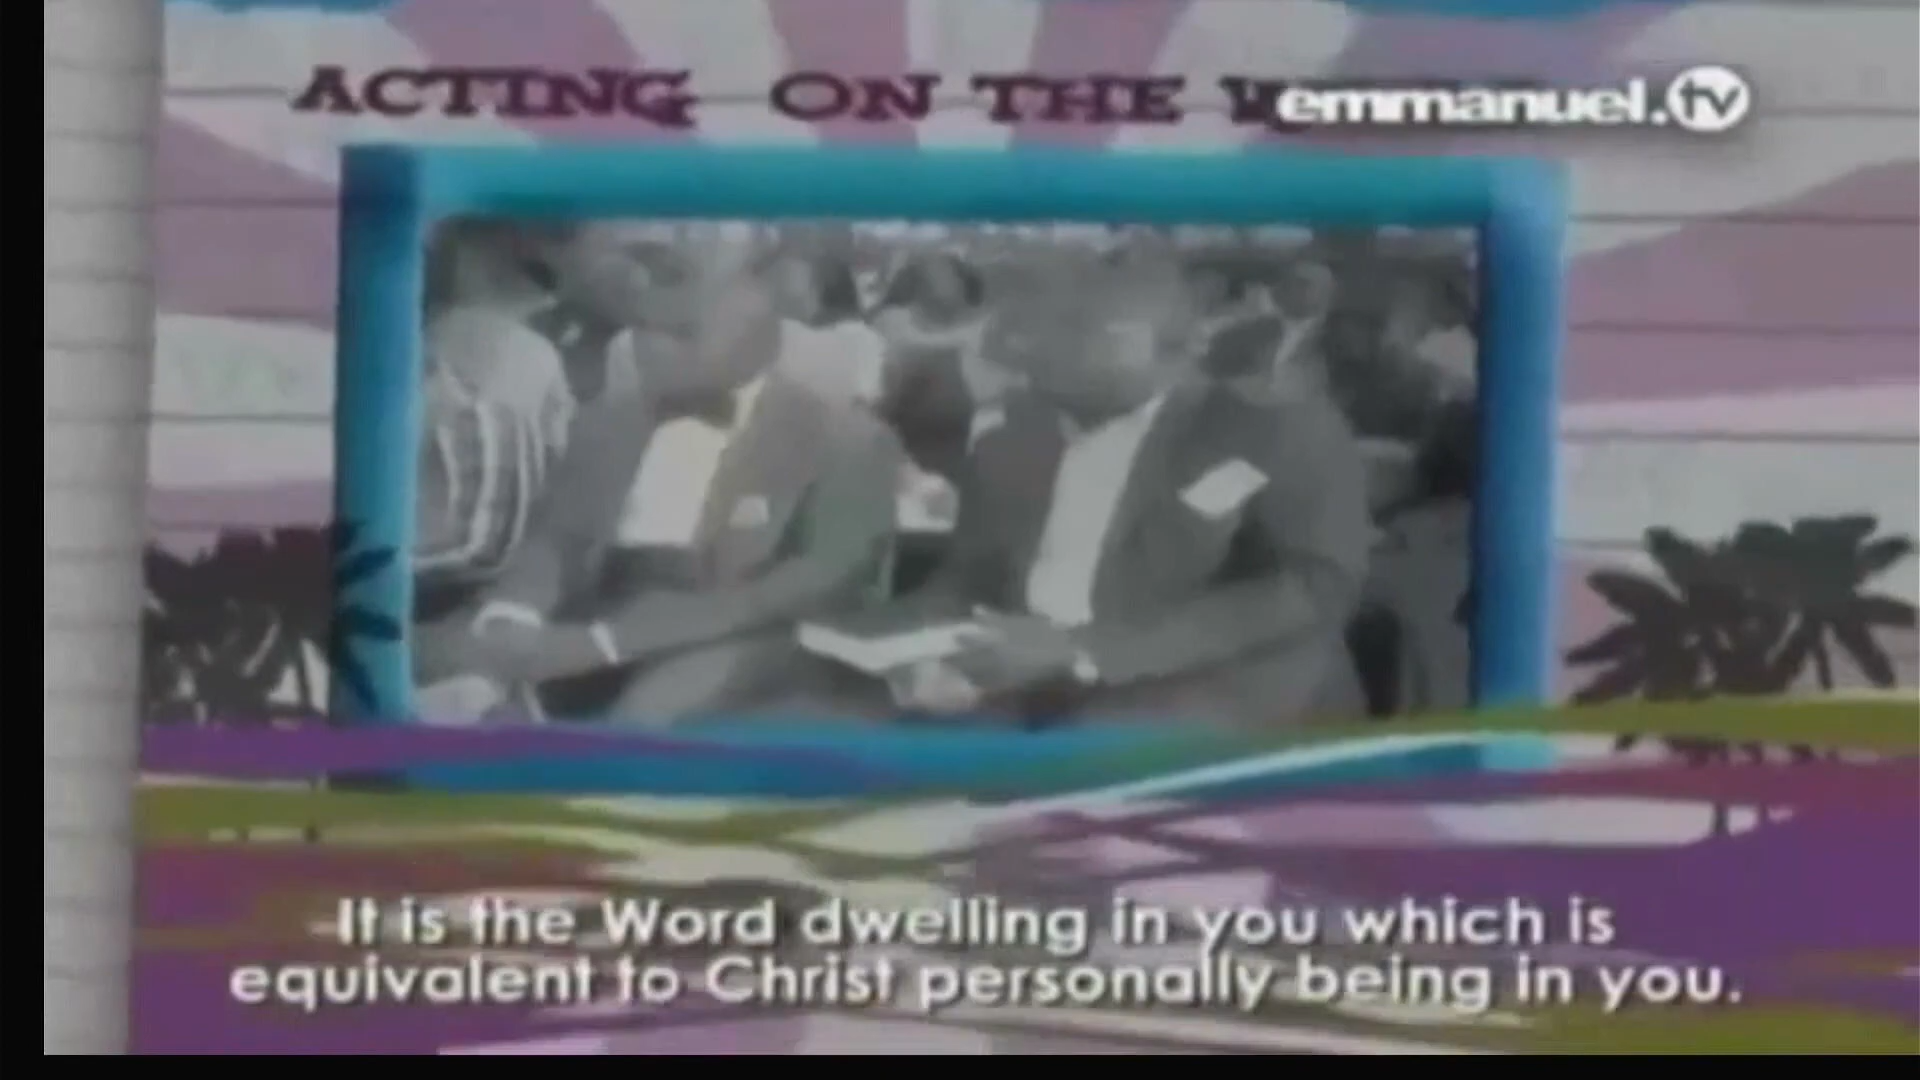 ACTING ON THE
emmanuel.tv
It is the Word dwelling in you which is
equivalent to Christ personally being in you.